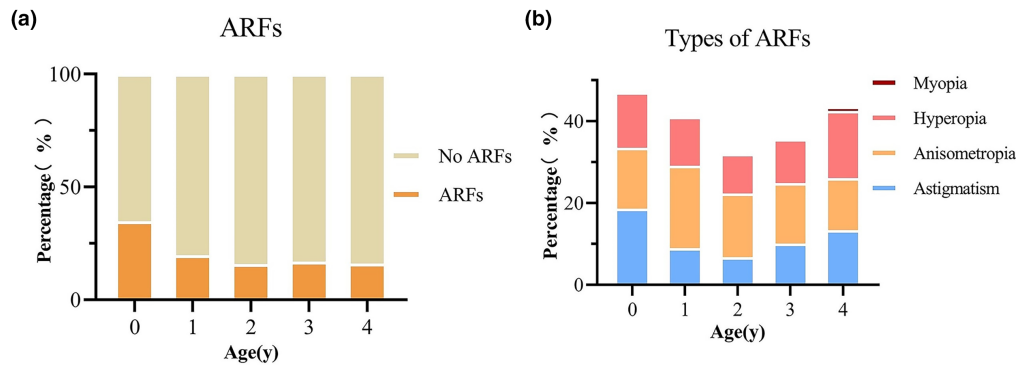 (a)
ARFs
100
50
0
Percentage( %)
0 1 2 3 4
Age(y)
No ARFs
ARFs
(b)
Types of ARFs
40
20
0
Percentage( %)
0 1 2 3 4
Age(y)
Myopia
Hyperopia
Anisometropia
Astigmatism